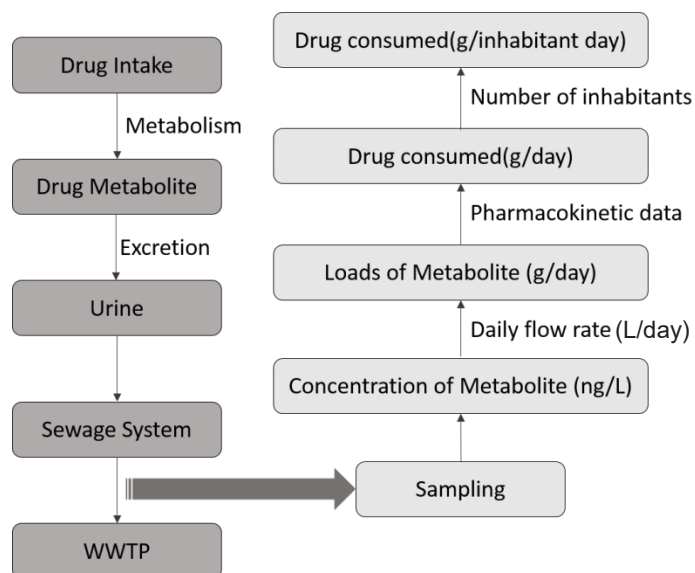 Drug Intake
Metabolism
Drug Metabolite
Excretion
Urine
Sewage System
WWTP
Drug consumed(g/inhabitant day)
Number of inhabitants
Drug consumed(g/day)
Pharmacokinetic data
Loads of Metabolite (g/day)
Daily flow rate (L/day)
Concentration of Metabolite (ng/L)
Sampling